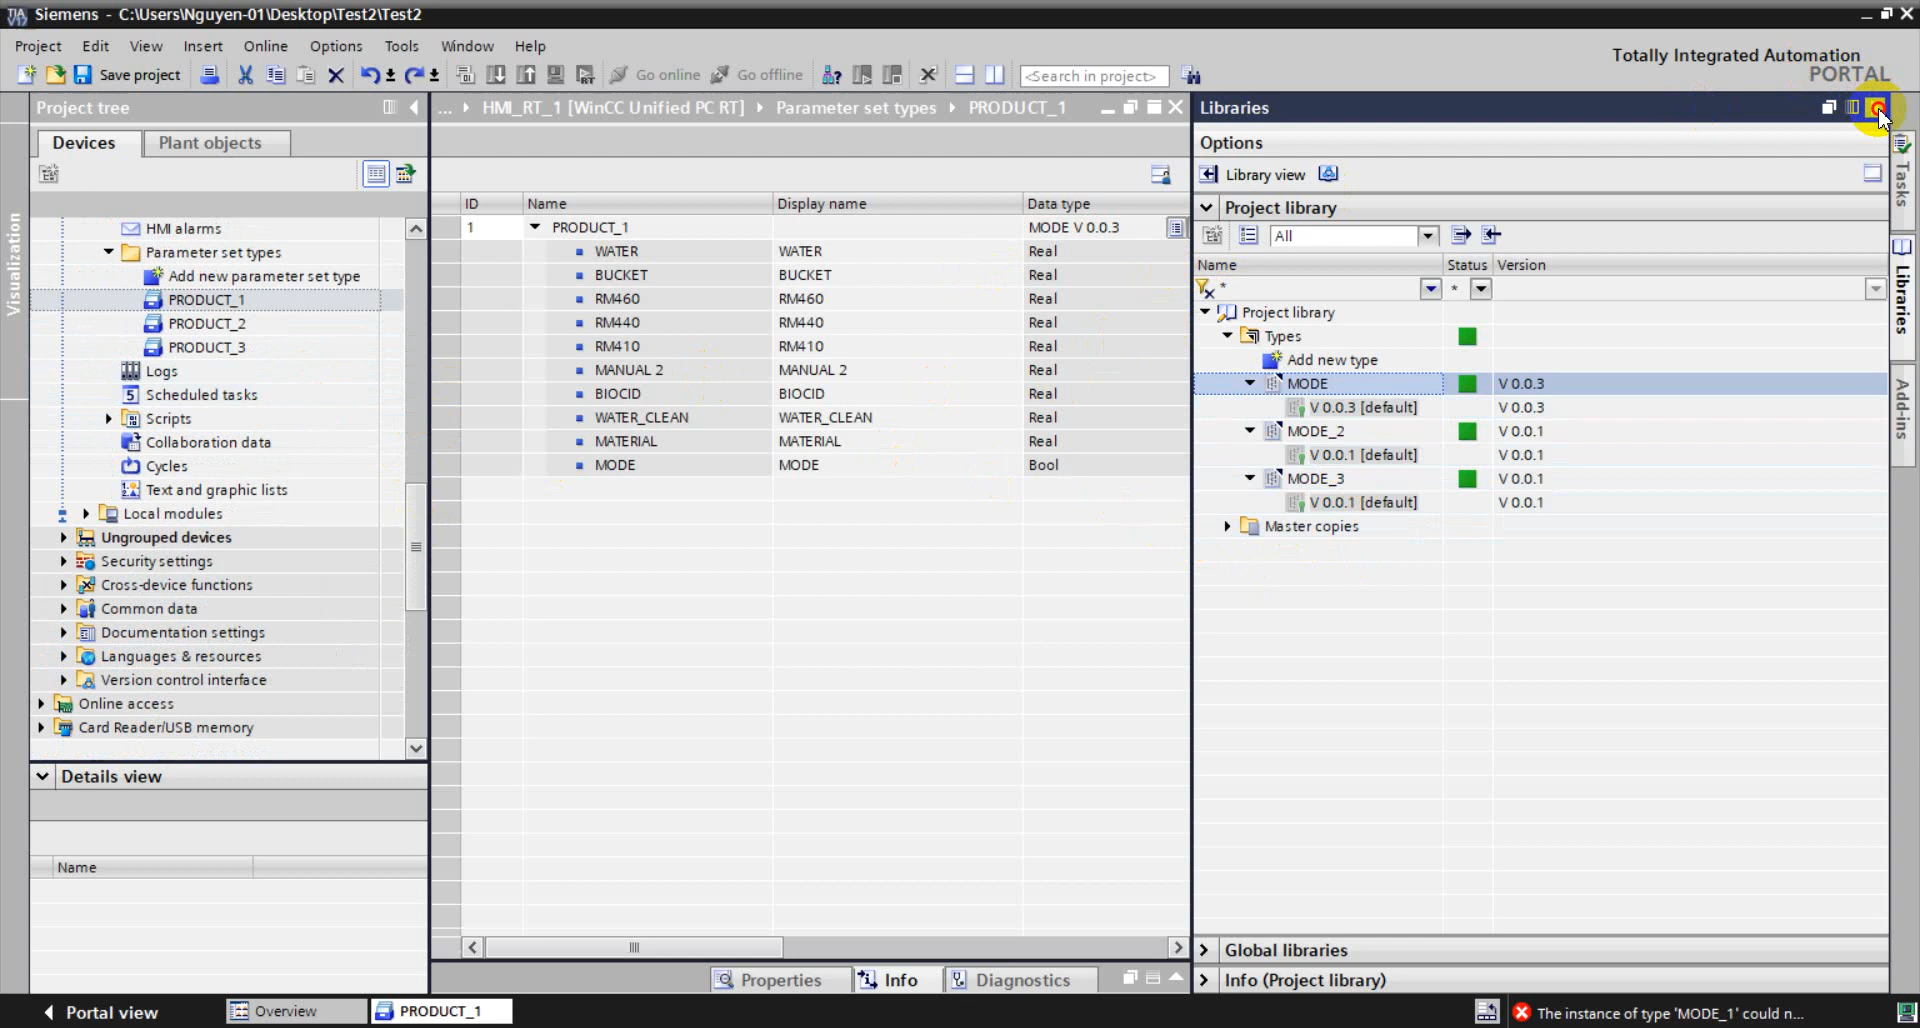 Siemens - C:\Users\Nguyen-01\Desktop\Test2\Test2
Project Edit View Insert Online Options Tools Window Help
Totally Integrated Automation
PORTAL
Save project
Go online
Go offline
<Search in project>
Project tree
Devices
Plant objects
Visualization
HMI alarms
Parameter set types
Add new parameter set type
PRODUCT_1
PRODUCT_2
PRODUCT_3
Logs
Scheduled tasks
Scripts
Collaboration data
Cycles
Text and graphic lists
Local modules
Ungrouped devices
Security settings
Cross-device functions
Common data
Documentation settings
Languages & resources
Version control interface
Online access
Card Reader/USB memory
Details view
Name
... HMI_RT_1 [WinCC Unified PC RT] Parameter set types PRODUCT_1
ID Name Display name Data type
1 PRODUCT_1 MODE V 0.0.3
WATER WATER Real
BUCKET BUCKET Real
RM460 RM460 Real
RM440 RM440 Real
RM410 RM410 Real
MANUAL 2 MANUAL 2 Real
BIOCID BIOCID Real
WATER_CLEAN WATER_CLEAN Real
MATERIAL MATERIAL Real
MODE MODE Bool
Properties
Info
Diagnostics
Libraries
Options
Library view
Project library
All
Name Status Version
* *
Project library
Types
Add new type
MODE V 0.0.3
V 0.0.3 [default] V 0.0.3
MODE_2 V 0.0.1
V 0.0.1 [default] V 0.0.1
MODE_3 V 0.0.1
V 0.0.1 [default] V 0.0.1
Master copies
Global libraries
Info (Project library)
Tasks
Libraries
Add-ins
Portal view
Overview
PRODUCT_1
The instance of type 'MODE_1' could n...